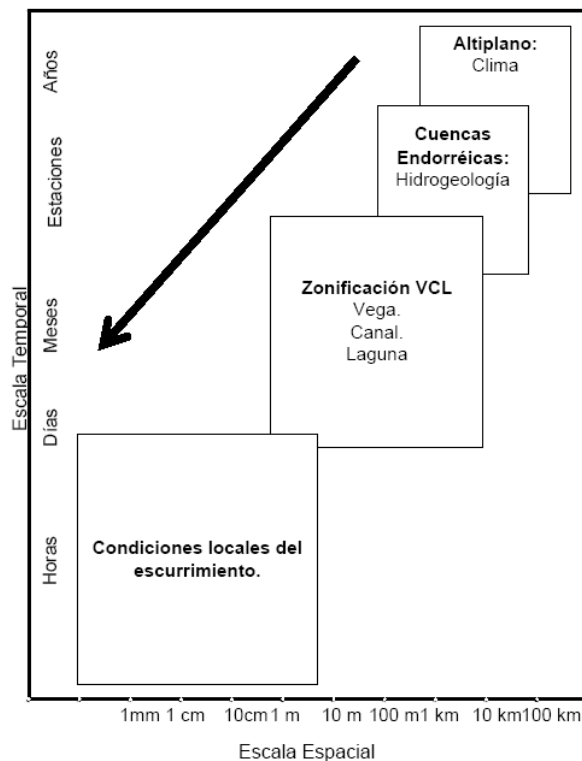 Altiplano:
Clima
Cuencas
Endorréicas:
Hidrogeología
Zonificación VCL
Vega.
Canal.
Laguna
Condiciones locales del
escurrimiento.
Escala Temporal
Años
Estaciones
Meses
Días
Horas
1mm 1 cm 10cm 1 m 10 m 100 m 1 km 10 km 100 km
Escala Espacial